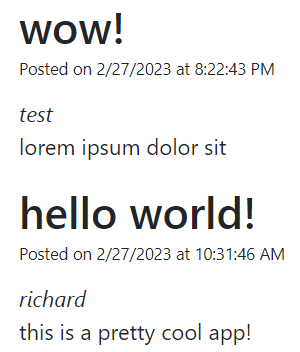 wow!
Posted on 2/27/2023 at 8:22:43 PM
test
lorem ipsum dolor sit
hello world!
Posted on 2/27/2023 at 10:31:46 AM
richard
this is a pretty cool app!